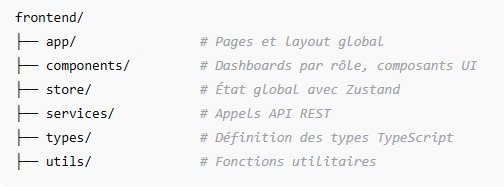 frontend/
├── app/ # Pages et layout global
├── components/ # Dashboards par rôle, composants UI
├── store/ # État global avec Zustand
├── services/ # Appels API REST
├── types/ # Définition des types TypeScript
├── utils/ # Fonctions utilitaires